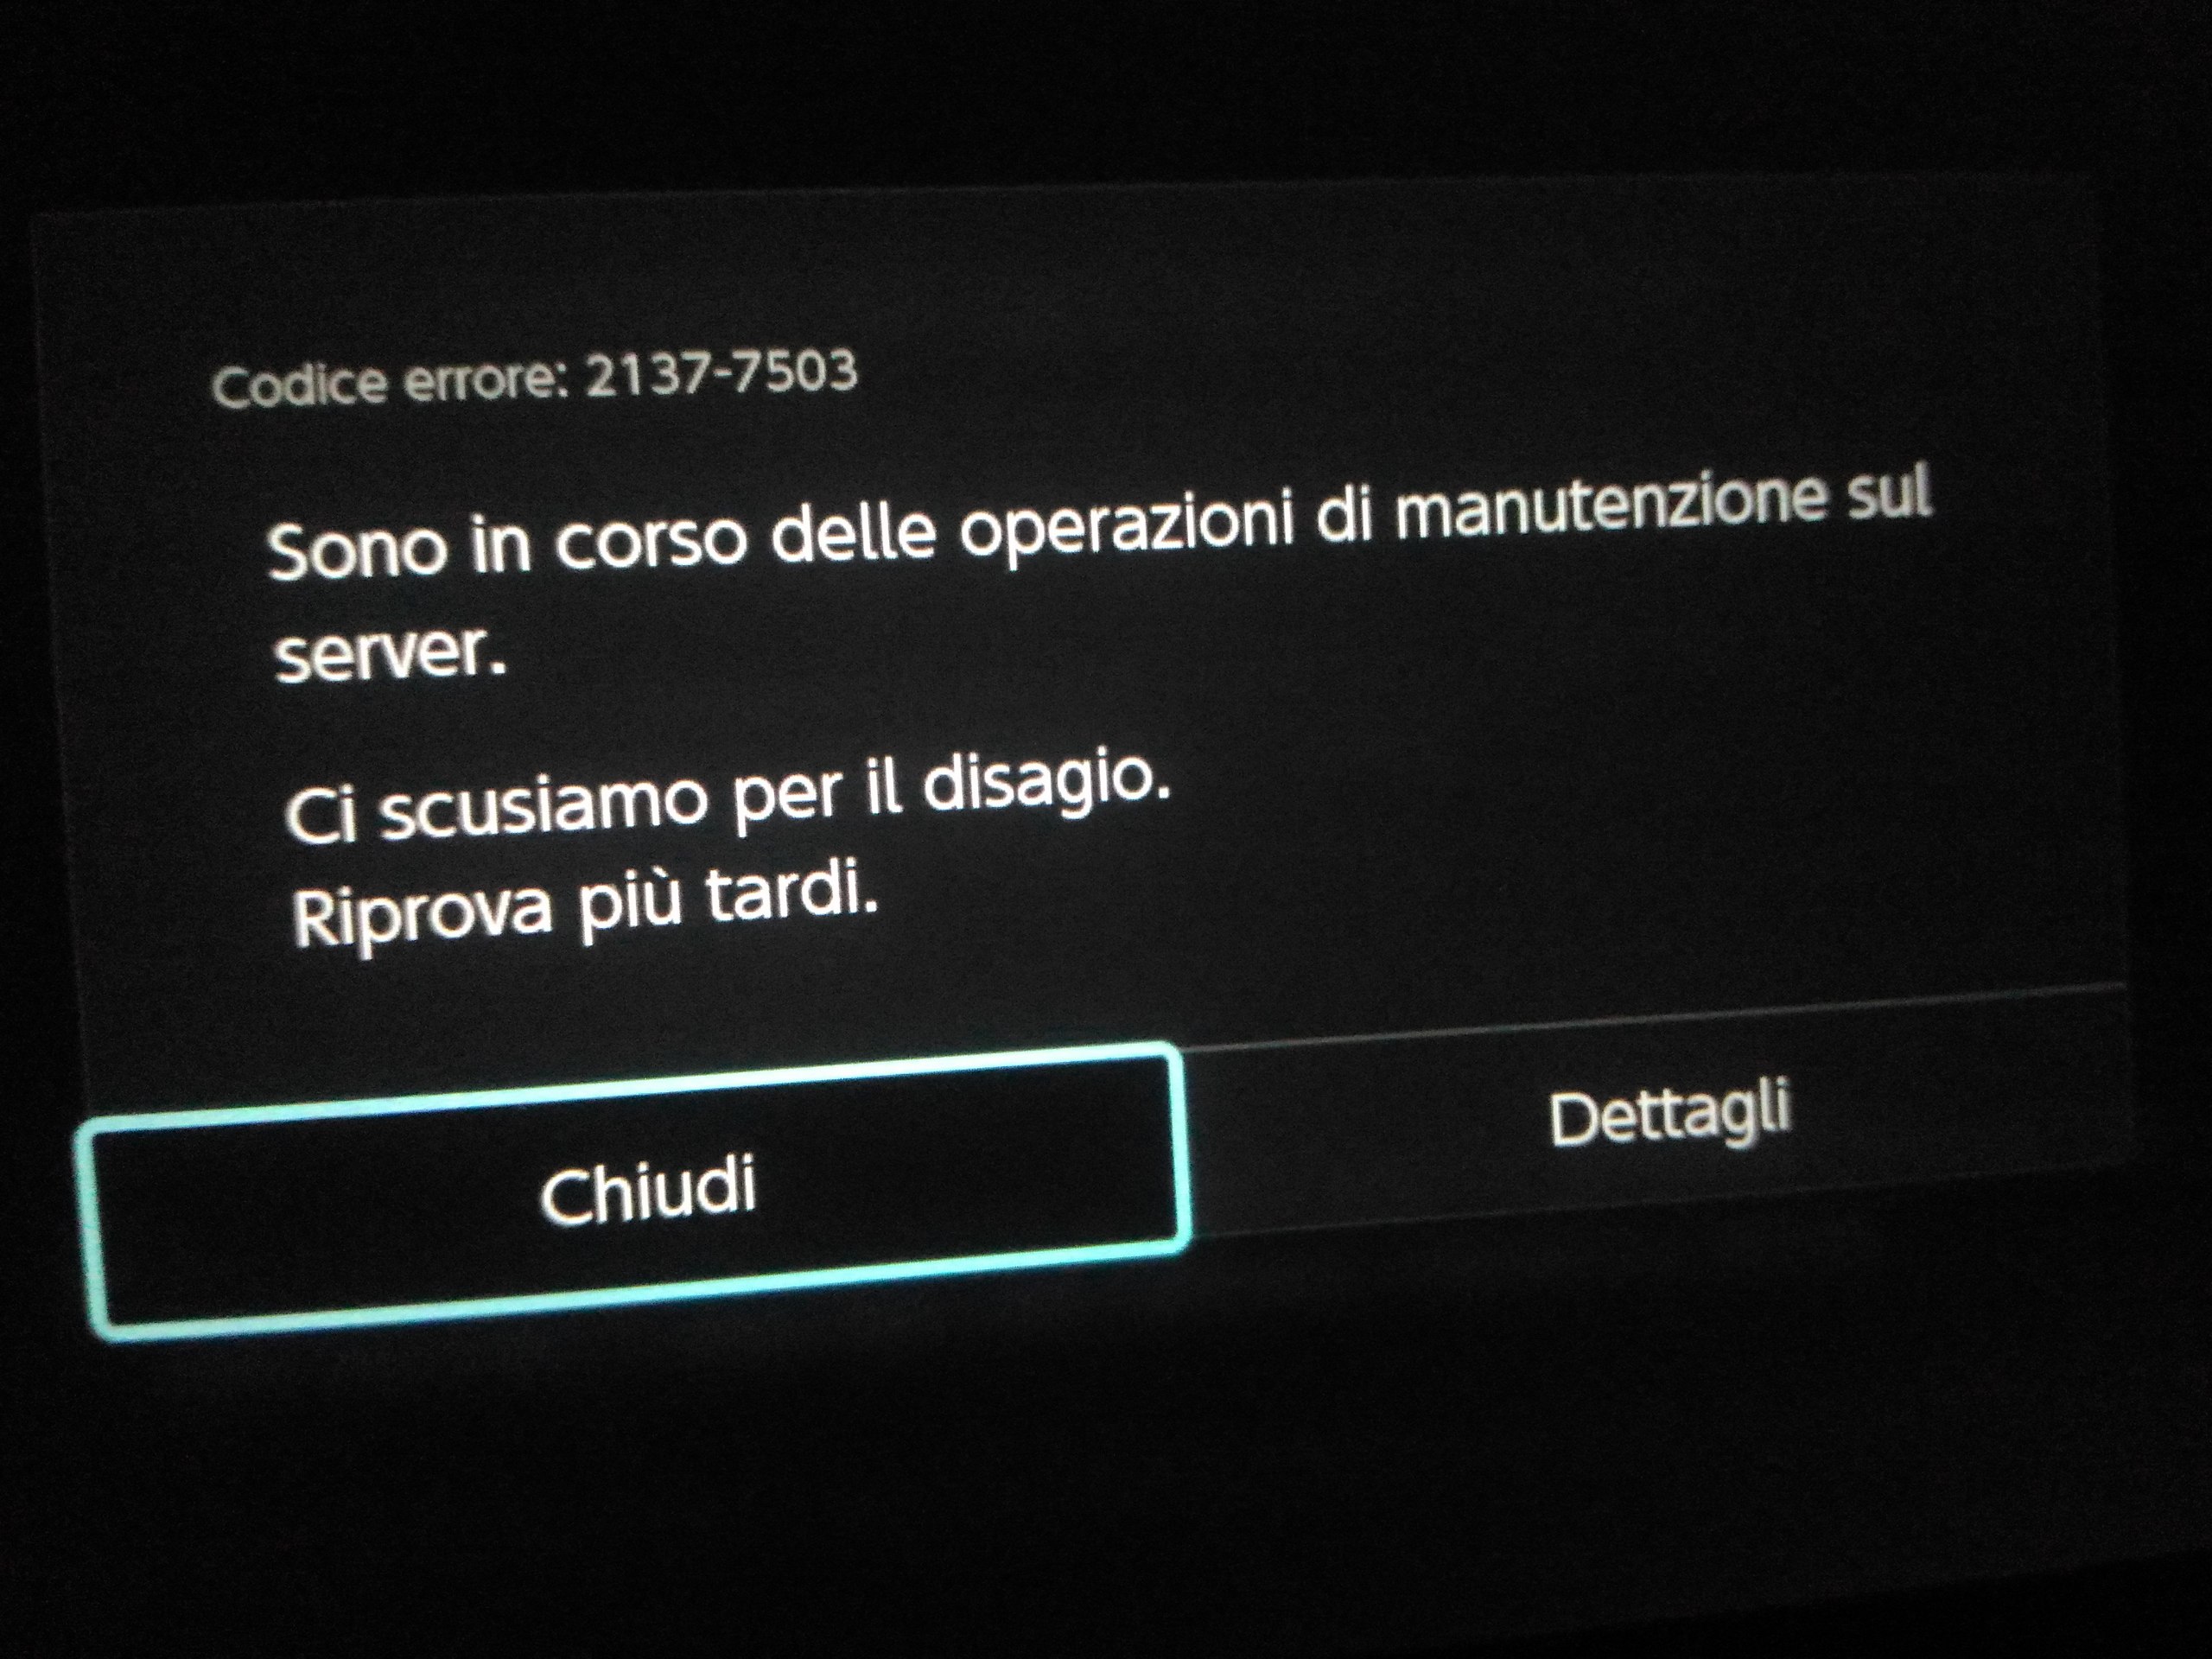 Codice errore: 2137-7503
Sono in corso delle operazioni di manutenzione sul
server.
Ci scusiamo per il disagio.
Riprova più tardi.
Chiudi
Dettagli